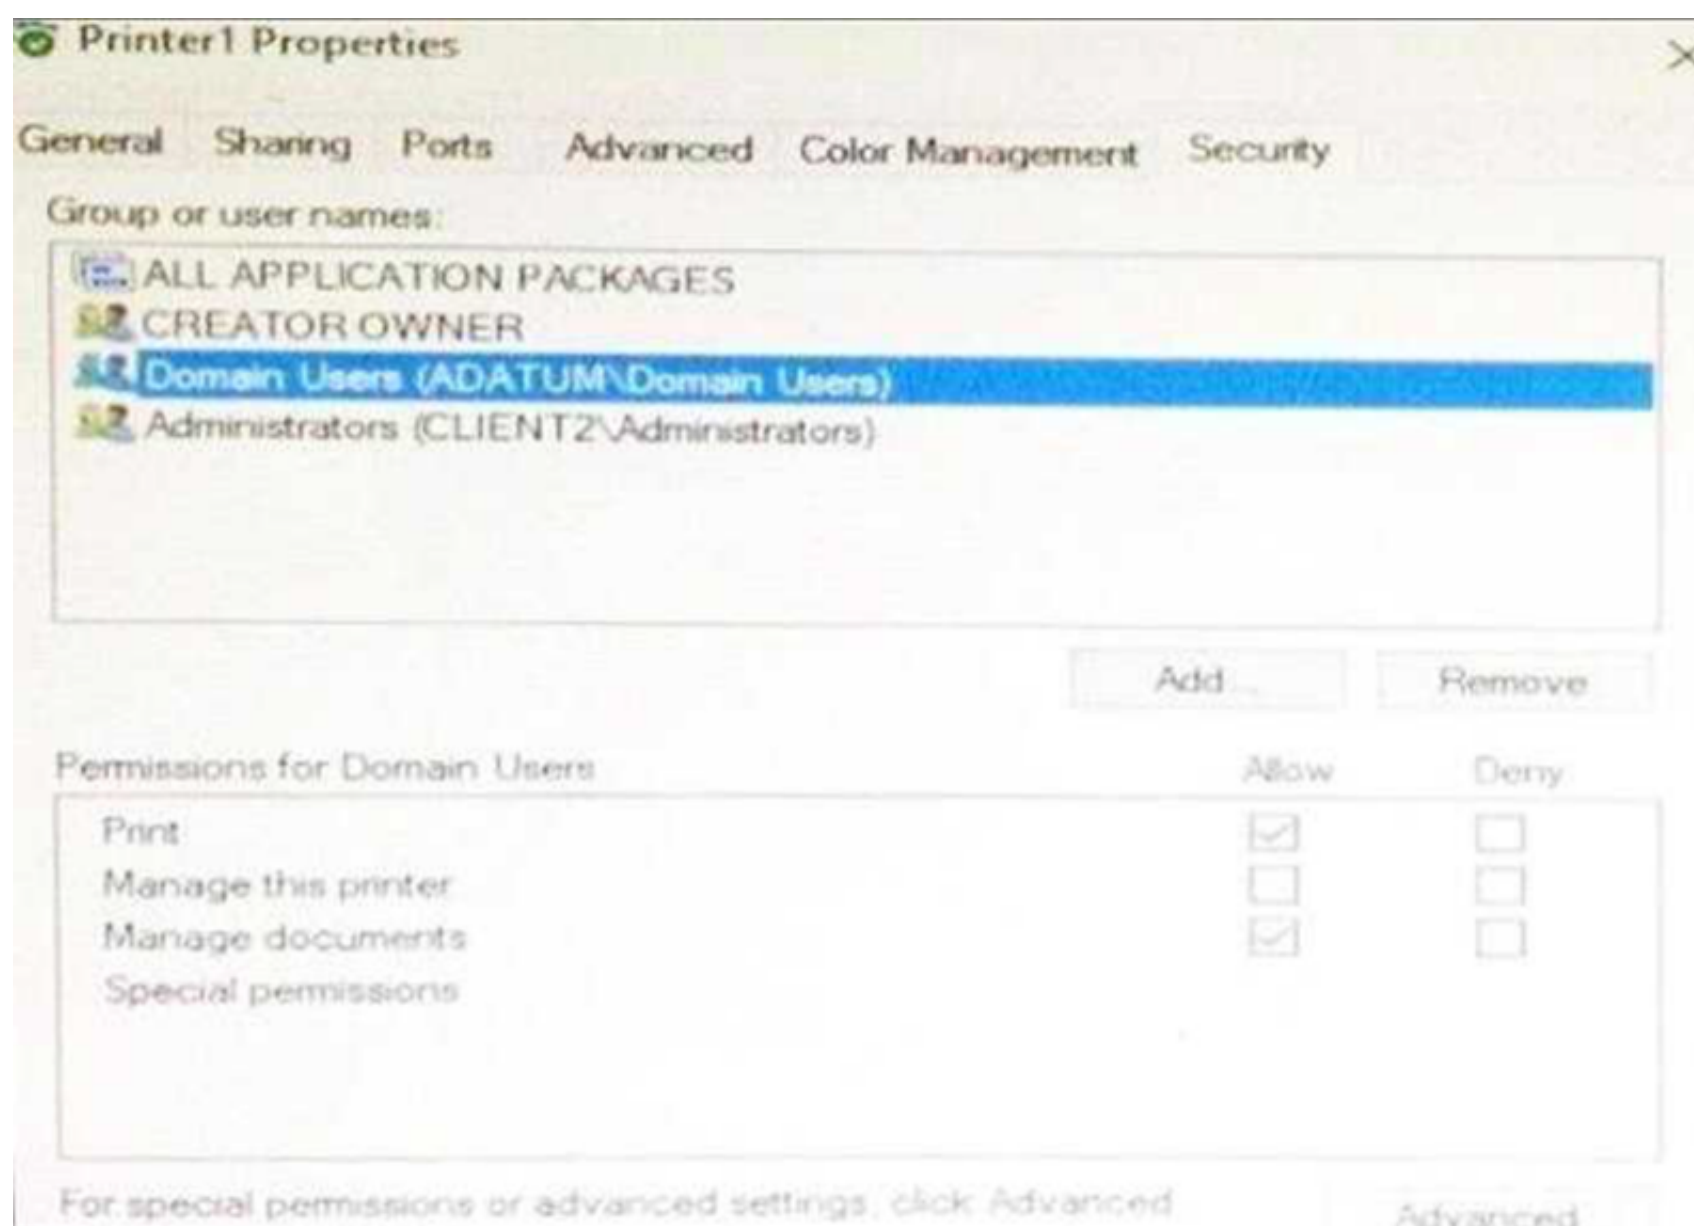 Printer1 Properties
General Sharing Ports Advanced Color Management Security
Group or user names:
ALL APPLICATION PACKAGES
CREATOR OWNER
Domain Users (ADATUM\Domain Users)
Administrators (CLIENT2\Administrators)
Add... Remove
Permissions for Domain Users Allow Deny
Print
Manage this printer
Manage documents
Special permissions
For special permissions or advanced settings, click Advanced Advanced